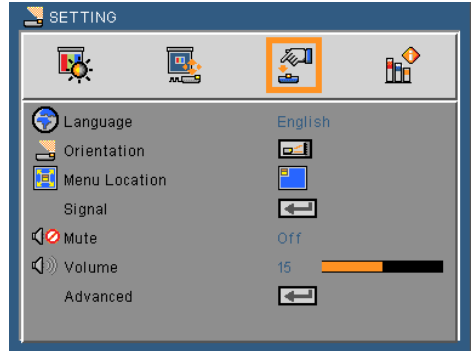 SETTING
Language English
Orientation
Menu Location
Signal
Mute Off
Volume 15
Advanced